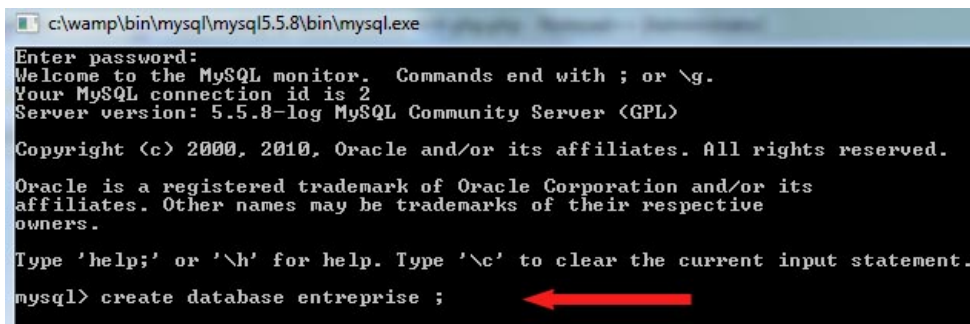 c:\wamp\bin\mysql\mysql5.5.8\bin\mysql.exe
Enter password:
Welcome to the MySQL monitor.  Commands end with ; or \g.
Your MySQL connection id is 2
Server version: 5.5.8-log MySQL Community Server (GPL)
Copyright (c) 2000, 2010, Oracle and/or its affiliates. All rights reserved.
Oracle is a registered trademark of Oracle Corporation and/or its
affiliates. Other names may be trademarks of their respective
owners.
Type 'help;' or '\h' for help. Type '\c' to clear the current input statement.
mysql> create database entreprise ;